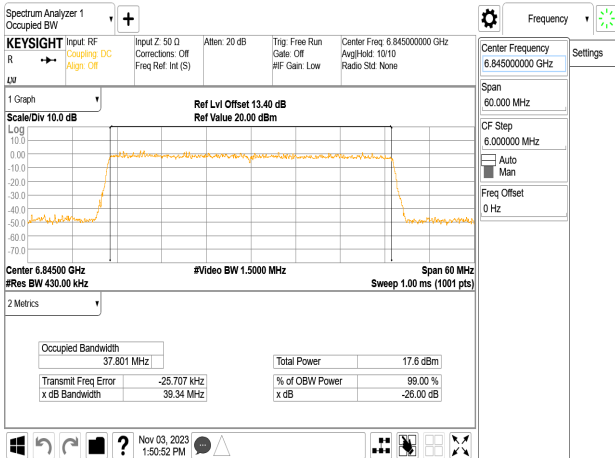 Spectrum Analyzer 1
Occupied BW
Frequency
KEYSIGHT
R
Input: RF
Coupling: DC
Align: Off
Input Z: 50 Ω
Corrections: Off
Freq Ref: Int (S)
Atten: 20 dB
Trig: Free Run
Gate: Off
#IF Gain: Low
Center Freq: 6.845000000 GHz
Avg|Hold: 10/10
Radio Std: None
Center Frequency
6.845000000 GHz
Settings
Span
60.000 MHz
CF Step
6.000000 MHz
Auto
Man
Freq Offset
0 Hz
1 Graph
Scale/Div 10.0 dB
Ref Lvl Offset 13.40 dB
Ref Value 20.00 dBm
Log
10.0
0.00
-10.0
-20.0
-30.0
-40.0
-50.0
-60.0
-70.0
Center 6.84500 GHz
#Video BW 1.5000 MHz
Span 60 MHz
#Res BW 430.00 kHz
Sweep 1.00 ms (1001 pts)
2 Metrics
Occupied Bandwidth
37.801 MHz
Total Power 17.6 dBm
Transmit Freq Error -25.707 kHz
% of OBW Power 99.00 %
x dB Bandwidth 39.34 MHz
x dB -26.00 dB
?
Nov 03, 2023
1:50:52 PM